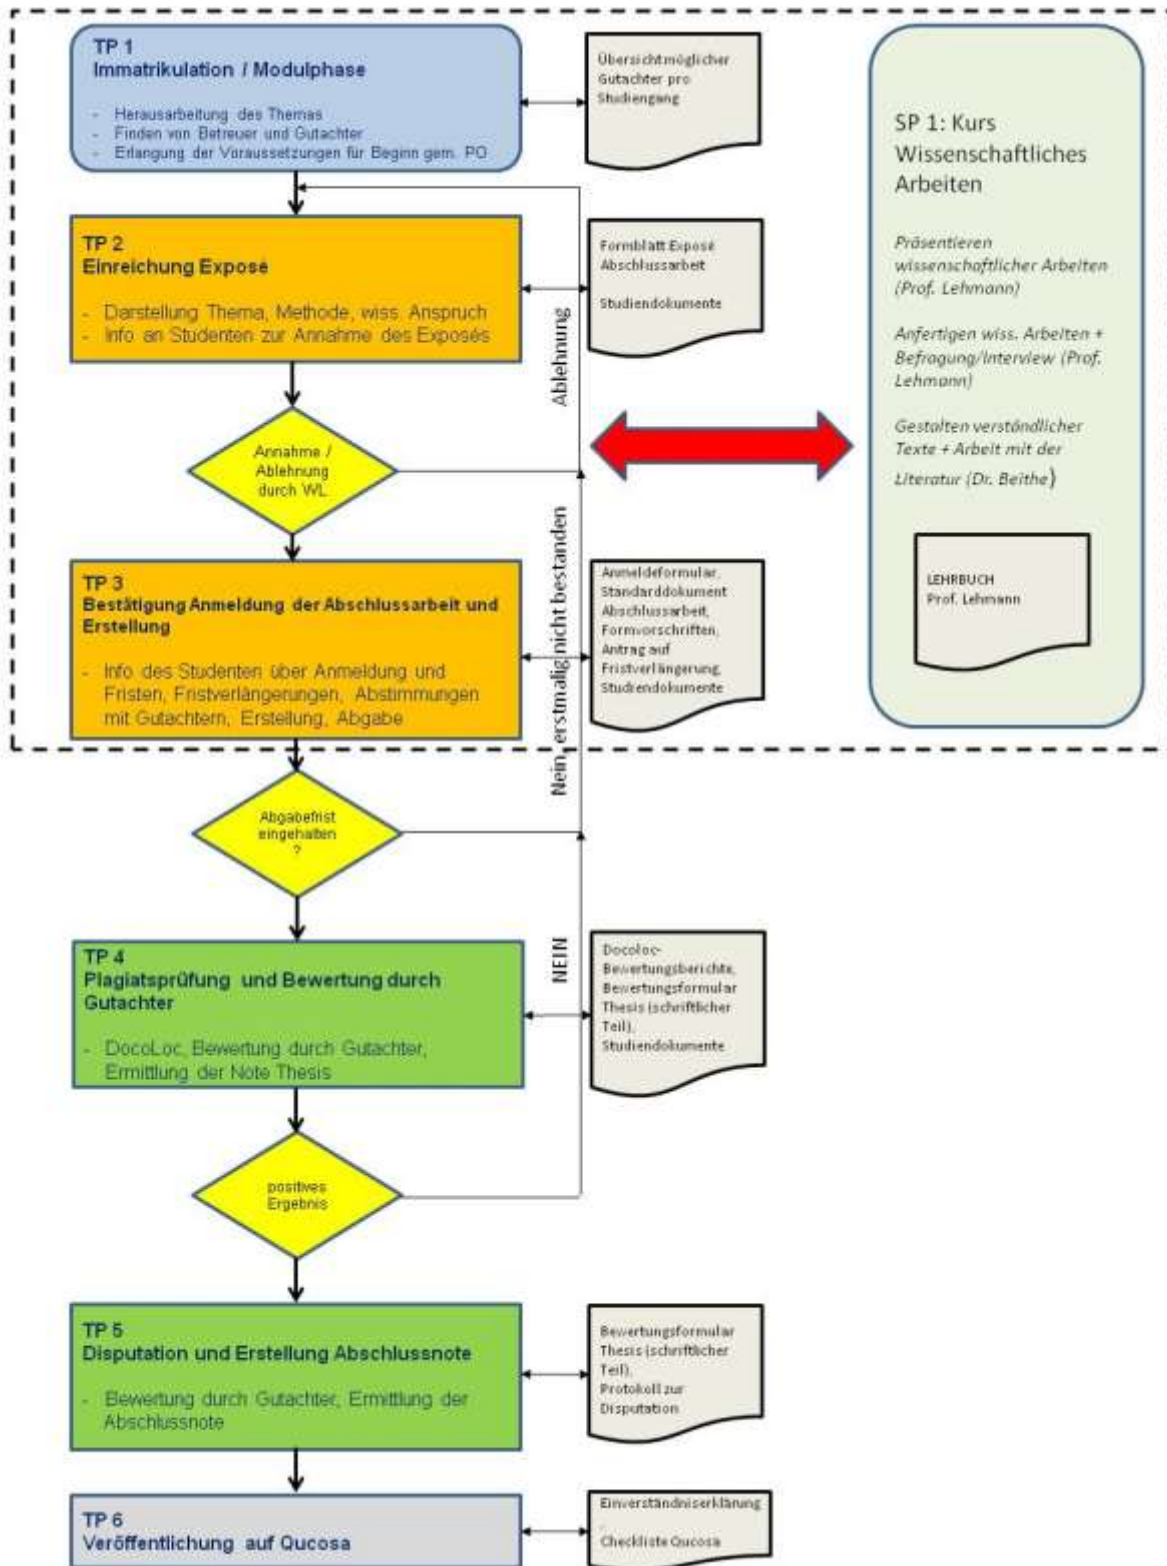 TP 1
Immatrikulation / Modulphase
- Herausarbeitung des Themas
- Finden von Betreuer und Gutachter
- Erlangung der Voraussetzungen für Beginn gem. PO
Übersicht möglicher
Gutachter pro
Studiengang
SP 1: Kurs
Wissenschaftliches
Arbeiten
Präsentieren
wissenschaftlicher Arbeiten
(Prof. Lehmann)
Anfertigen wiss. Arbeiten +
Befragung/Interview (Prof.
Lehmann)
Gestalten verständlicher
Texte + Arbeit mit der
Literatur (Dr. Beithe)
LEHRBUCH
Prof. Lehmann
TP 2
Einreichung Exposé
- Darstellung Thema, Methode, wiss. Anspruch
- Info an Studenten zur Annahme des Exposés
Formblatt Exposé
Abschlussarbeit
Studiendokumente
Ablehnung
Annahme /
Ablehnung
durch WL
Nein, erstmalig nicht bestanden
TP 3
Bestätigung Anmeldung der Abschlussarbeit und
Erstellung
- Info des Studenten über Anmeldung und
Fristen, Fristverlängerungen, Abstimmungen
mit Gutachtern, Erstellung, Abgabe
Anmeldeformular,
Standarddokument
Abschlussarbeit,
Formvorschriften,
Antrag auf
Fristverlängerung,
Studiendokumente
Abgabefrist
eingehalten
?
NEIN
TP 4
Plagiatsprüfung und Bewertung durch
Gutachter
- DocoLoc, Bewertung durch Gutachter,
Ermittlung der Note Thesis
Docoloc-
Bewertungsberichte,
Bewertungsformular
Thesis (schriftlicher
Teil),
Studiendokumente
positives
Ergebnis
TP 5
Disputation und Erstellung Abschlussnote
- Bewertung durch Gutachter, Ermittlung der
Abschlussnote
Bewertungsformular
Thesis (schriftlicher
Teil),
Protokoll zur
Disputation
TP 6
Veröffentlichung auf Qucosa
Einverständniserklärung
,
Checkliste Qucosa